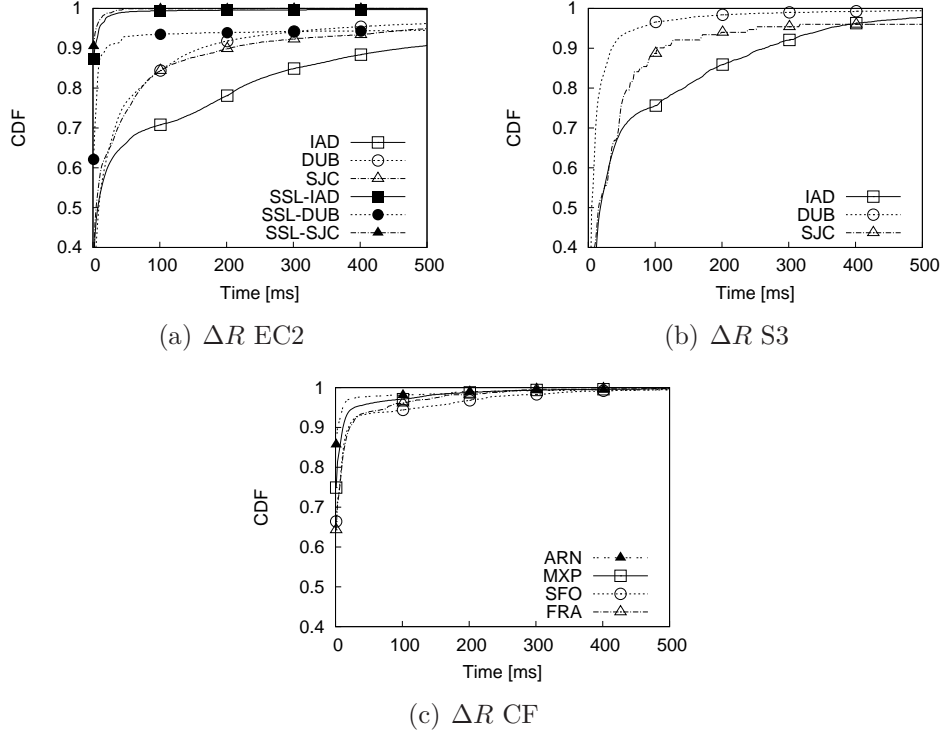 1
0.9
0.8
0.7
0.6
0.5
0.4
CDF
0 100 200 300 400 500
Time [ms]
IAD
DUB
SJC
SSL-IAD
SSL-DUB
SSL-SJC
(a) ΔR EC2
1
0.9
0.8
0.7
0.6
0.5
0.4
CDF
0 100 200 300 400 500
Time [ms]
IAD
DUB
SJC
(b) ΔR S3
1
0.9
0.8
0.7
0.6
0.5
0.4
CDF
0 100 200 300 400 500
Time [ms]
ARN
MXP
SFO
FRA
(c) ΔR CF